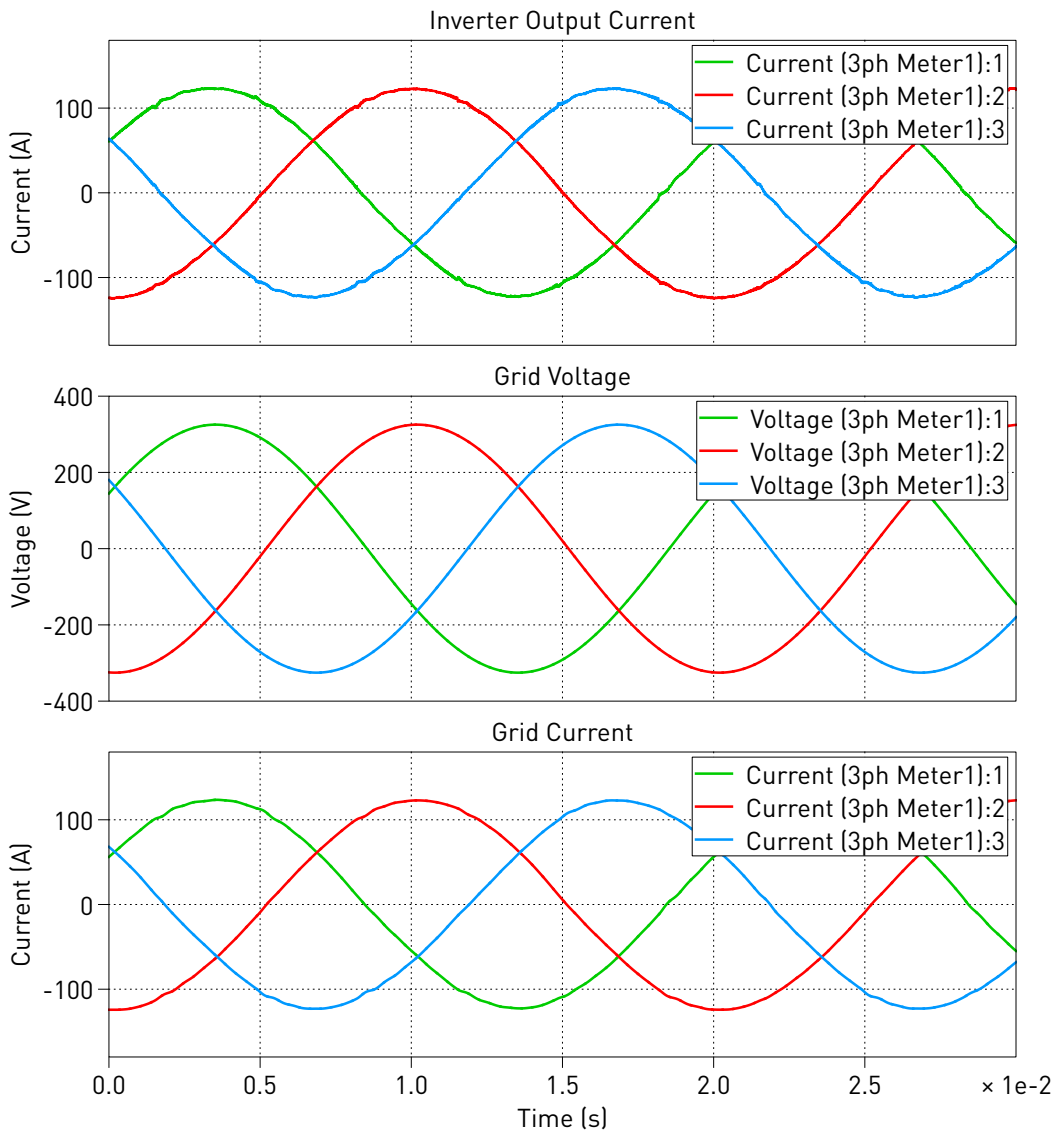 Inverter Output Current
Current (3ph Meter1):1
Current (3ph Meter1):2
Current (3ph Meter1):3
100
0
-100
Current (A)
Grid Voltage
Voltage (3ph Meter1):1
Voltage (3ph Meter1):2
Voltage (3ph Meter1):3
400
200
0
-200
-400
Voltage (V)
Grid Current
Current (3ph Meter1):1
Current (3ph Meter1):2
Current (3ph Meter1):3
100
0
-100
Current (A)
0.0 0.5 1.0 1.5 2.0 2.5 × 1e-2
Time (s)